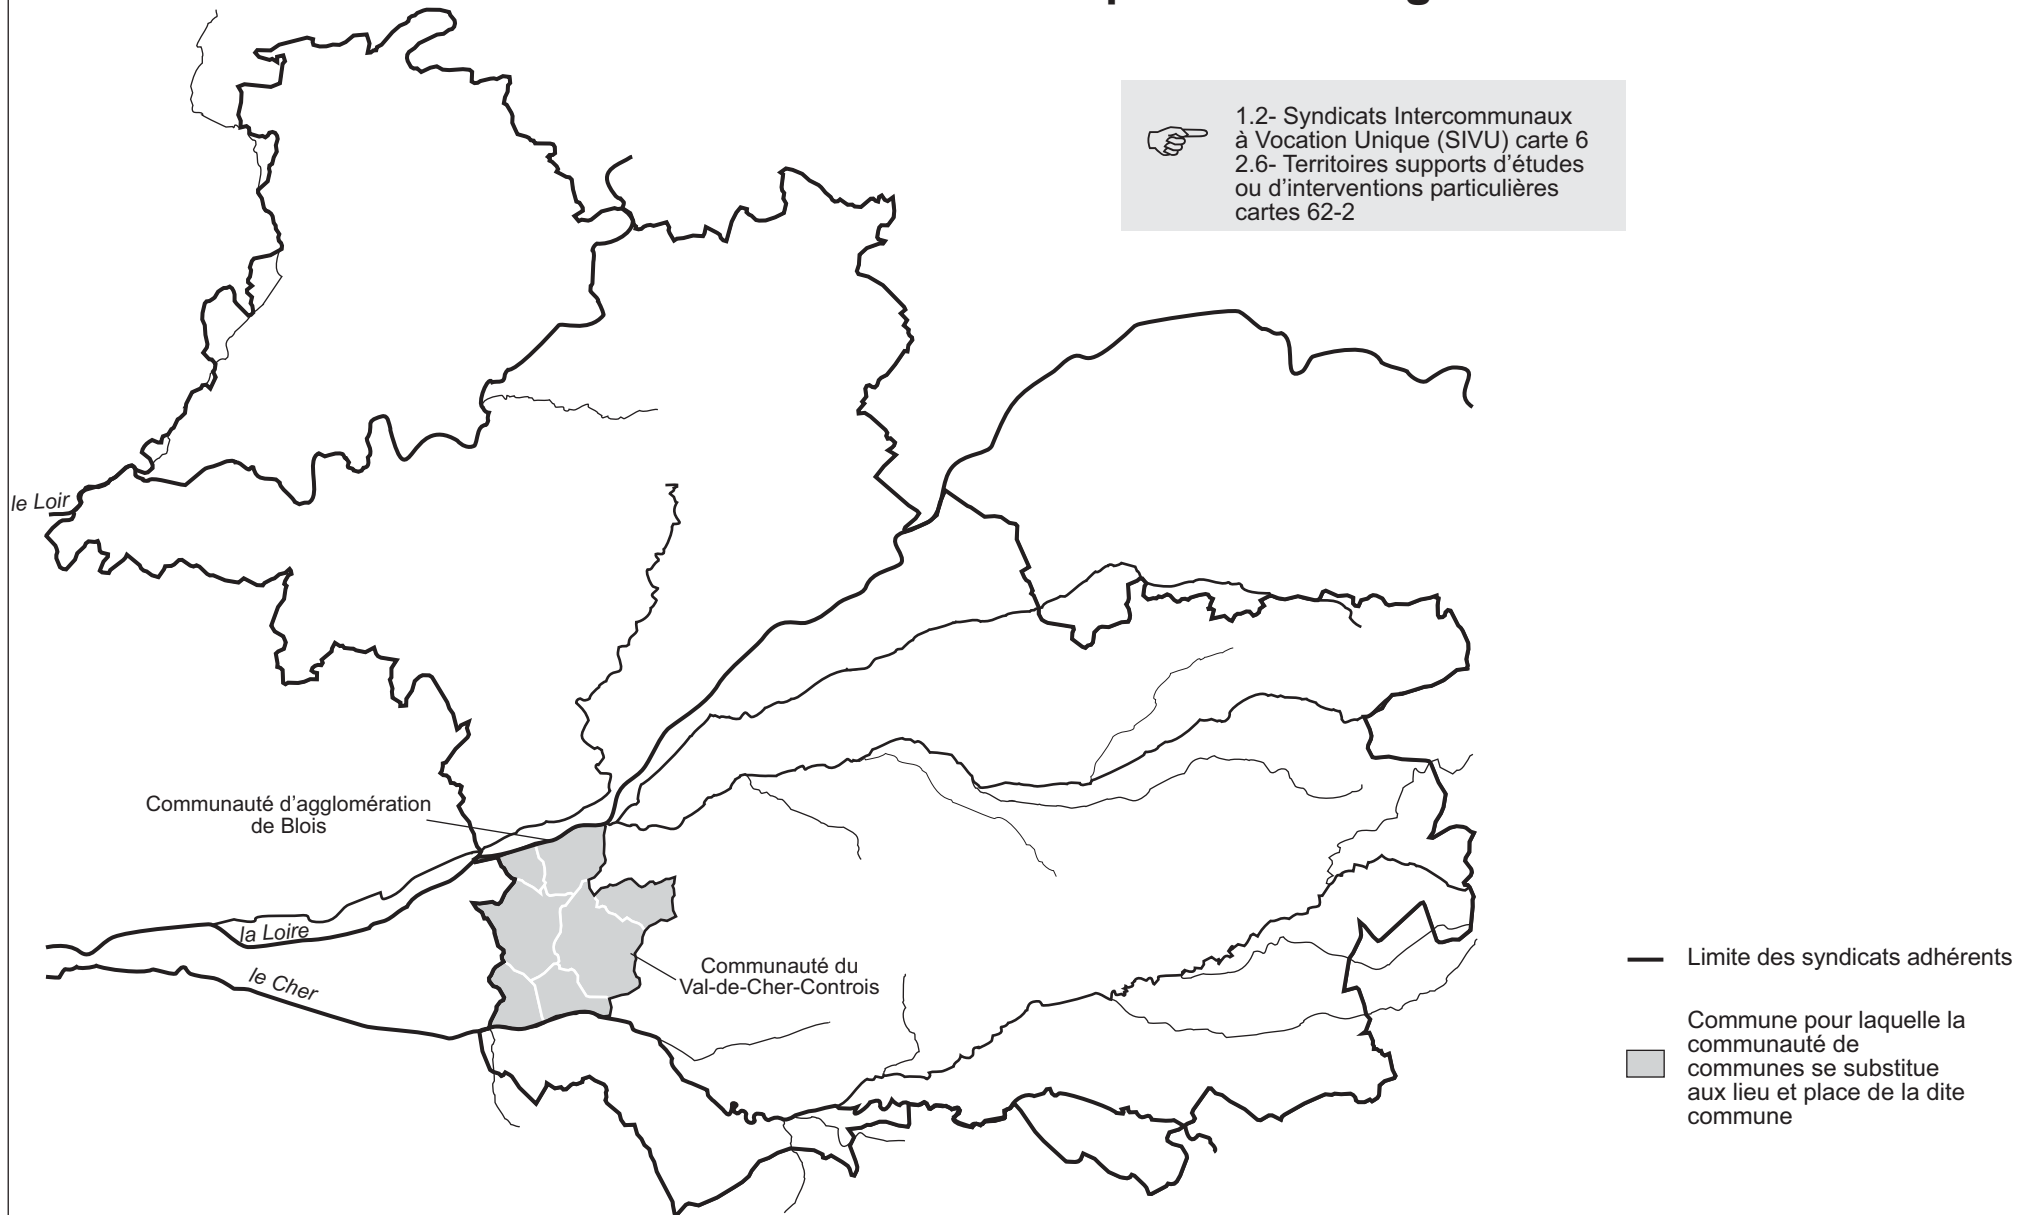 1.2- Syndicats Intercommunaux
à Vocation Unique (SIVU) carte 6
2.6- Territoires supports d’études
ou d’interventions particulières
cartes 62-2
le Loir
Communauté d’agglomération
de Blois
la Loire
le Cher
Communauté du
Val-de-Cher-Controis
Limite des syndicats adhérents
Commune pour laquelle la
communauté de
communes se substitue
aux lieu et place de la dite
commune